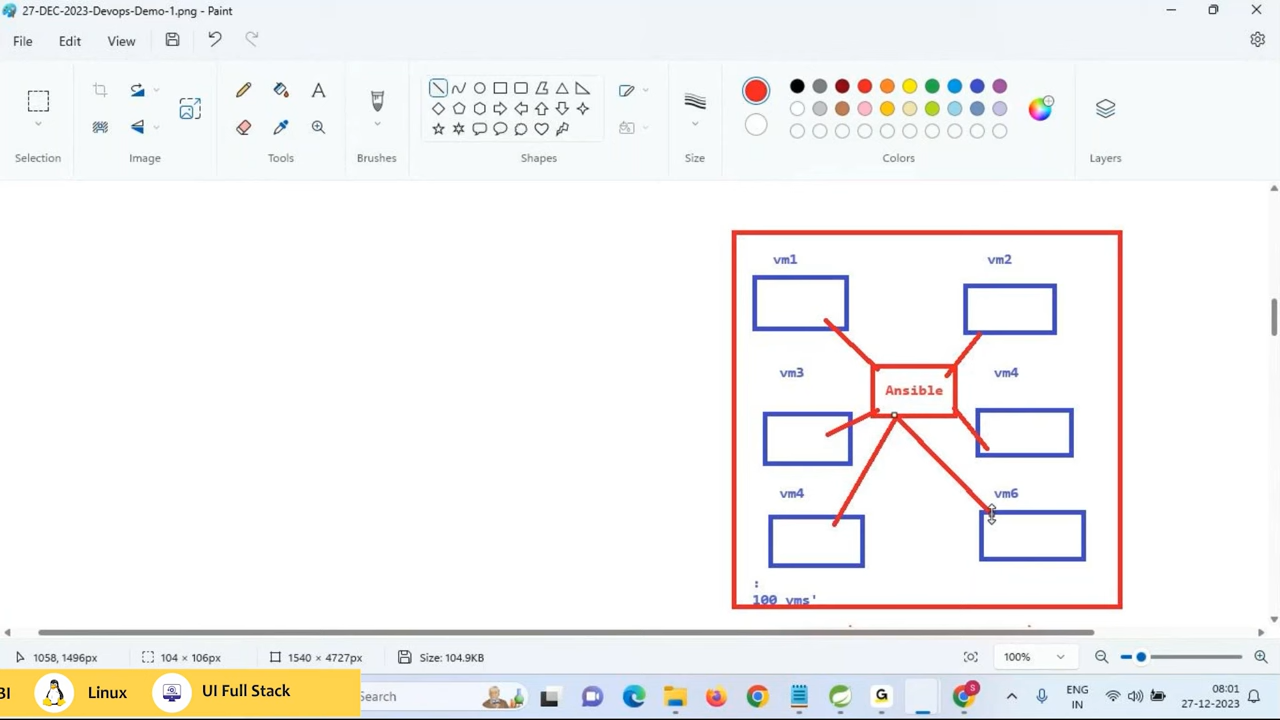 27-DEC-2023-Devops-Demo-1.png - Paint
File Edit View
Selection Image Tools Brushes Shapes Size Colors Layers
vm1 vm2
vm3 vm4
Ansible
vm4 vm6
:
100 vms'
1058, 1496px 104 × 106px 1540 × 4727px Size: 104.9KB 100%
BI Linux UI Full Stack
Search
G
S
ENG
IN
08:01
27-12-2023